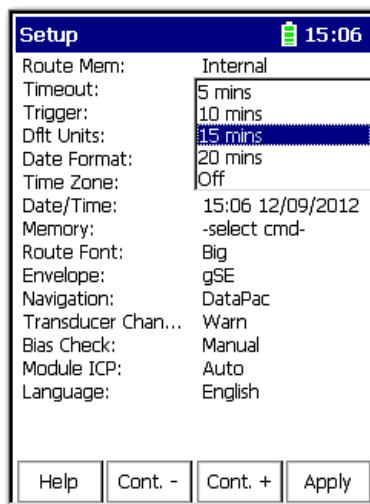 Setup 15:06
Route Mem: Internal
Timeout: 5 mins
Trigger: 10 mins
Dflt Units: 15 mins
Date Format: 20 mins
Time Zone: Off
Date/Time: 15:06 12/09/2012
Memory: -select cmd-
Route Font: Big
Envelope: gSE
Navigation: DataPac
Transducer Chan... Warn
Bias Check: Manual
Module ICP: Auto
Language: English
Help Cont. - Cont. + Apply